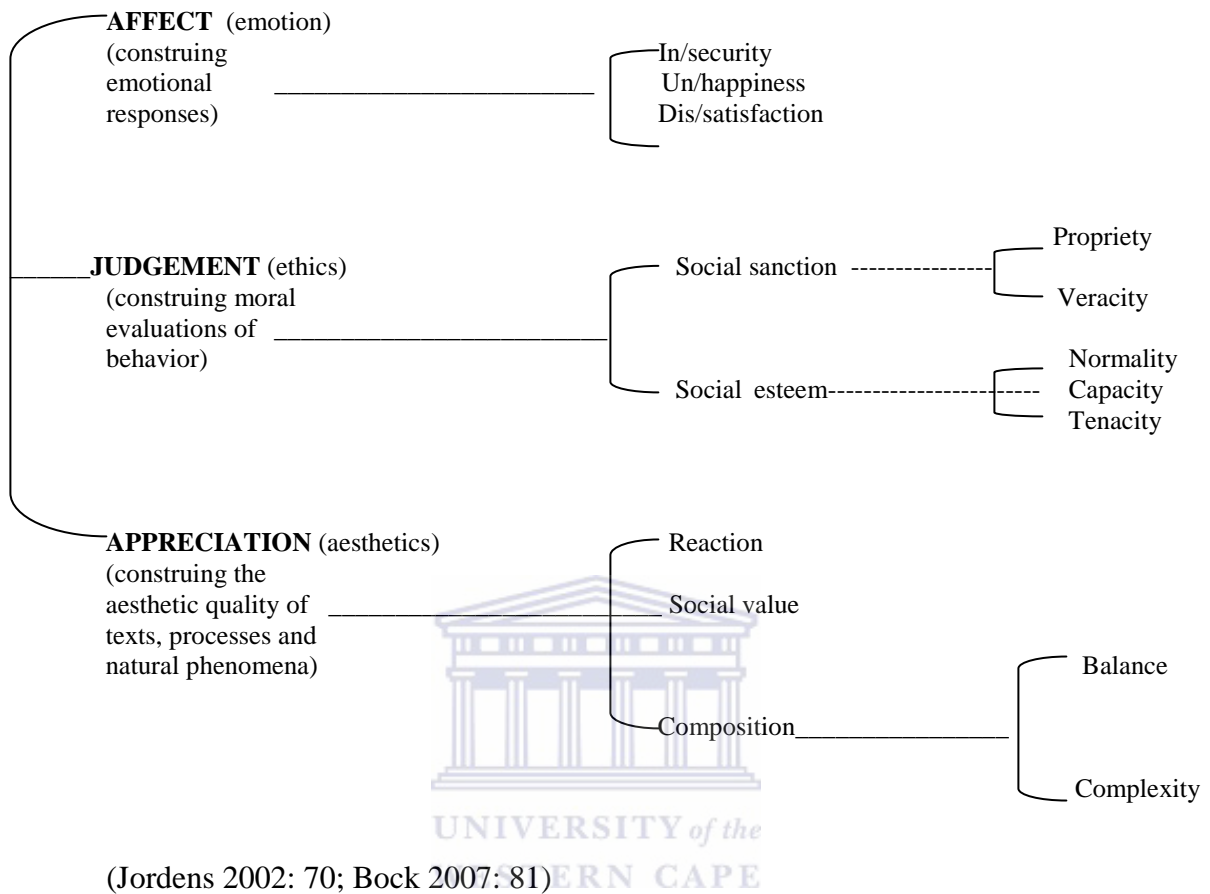 AFFECT (emotion)
(construing
emotional
responses)
In/security
Un/happiness
Dis/satisfaction
JUDGEMENT (ethics)
(construing moral
evaluations of
behavior)
Social sanction
Propriety
Veracity
Social esteem
Normality
Capacity
Tenacity
APPRECIATION (aesthetics)
(construing the
aesthetic quality of
texts, processes and
natural phenomena)
Reaction
Social value
Composition
Balance
Complexity
UNIVERSITY of the
WESTERN CAPE
(Jordens 2002: 70; Bock 2007: 81)